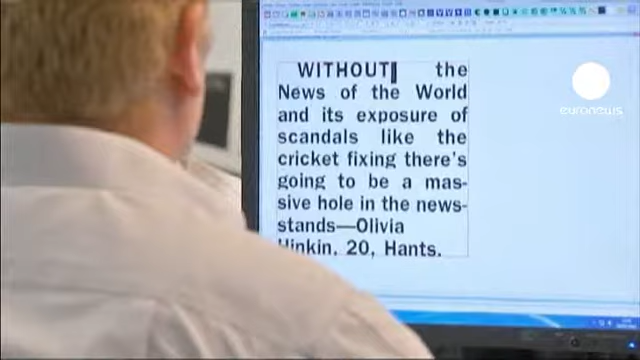 WITHOUT the
News of the World
and its exposure of
scandals like the
cricket fixing there's
going to be a mas-
sive hole in the news-
stands—Olivia
Hinkin, 20, Hants.
euronews